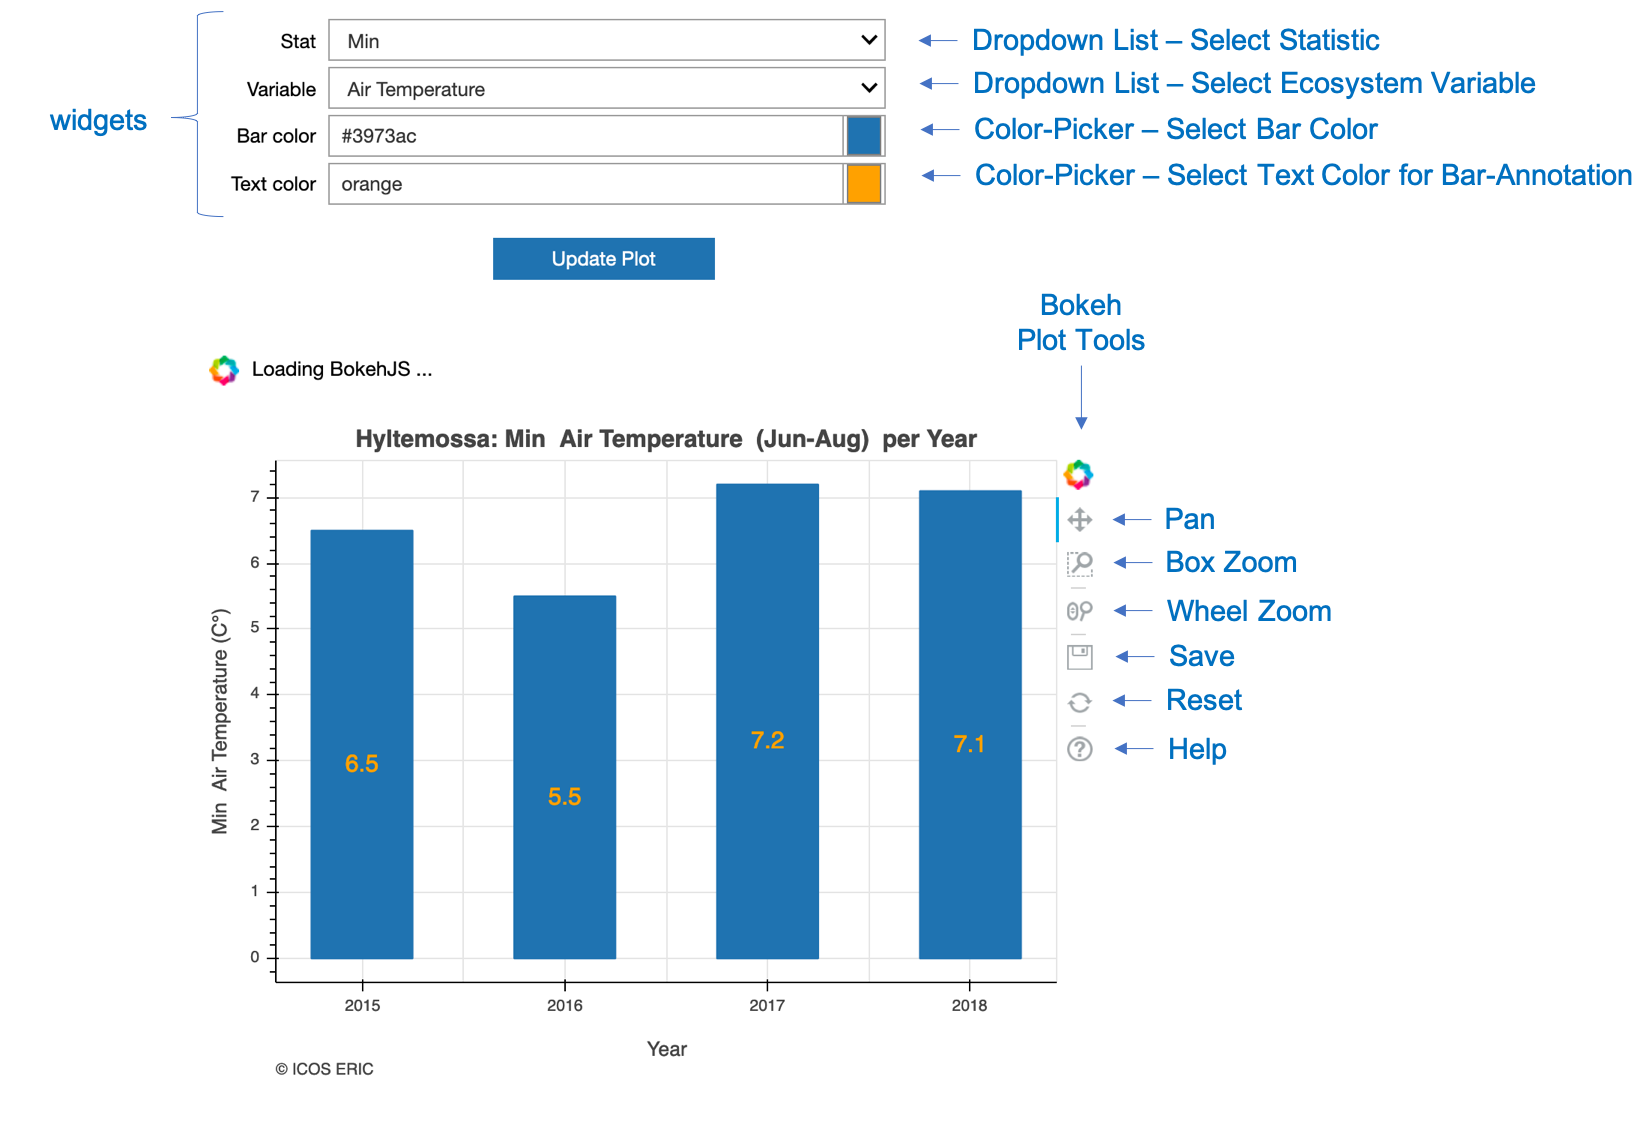 Stat
Min
Dropdown List – Select Statistic
Variable
Air Temperature
Dropdown List – Select Ecosystem Variable
widgets
Bar color
#3973ac
Color-Picker – Select Bar Color
Text color
orange
Color-Picker – Select Text Color for Bar-Annotation
Update Plot
Bokeh
Plot Tools
Loading BokehJS ...
Hyltemossa: Min  Air Temperature  (Jun-Aug)  per Year
7
6
5
4
3
2
1
0
Min  Air Temperature (C°)
6.5
5.5
7.2
7.1
2015
2016
2017
2018
Year
© ICOS ERIC
Pan
Box Zoom
Wheel Zoom
Save
Reset
Help